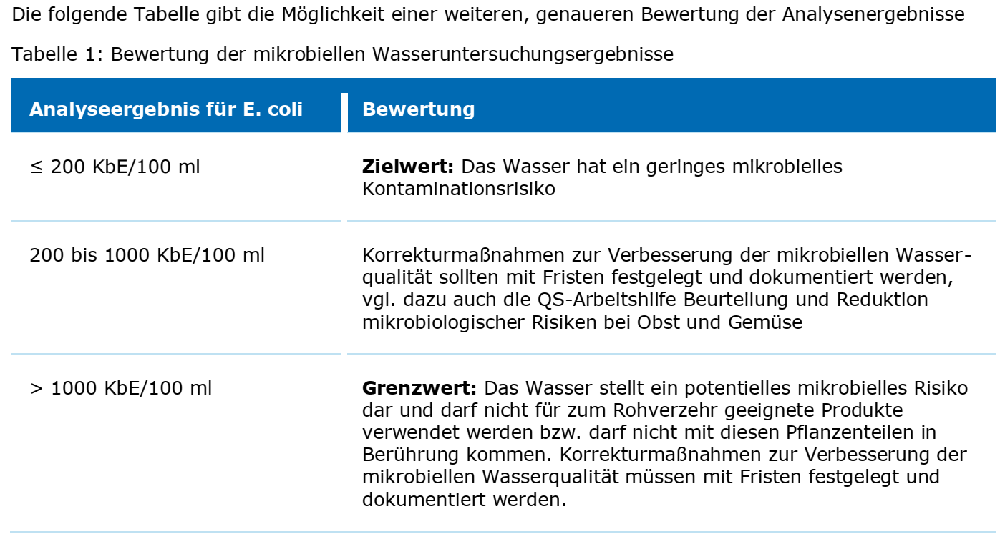 Die folgende Tabelle gibt die Möglichkeit einer weiteren, genaueren Bewertung der Analysenergebnisse
Tabelle 1: Bewertung der mikrobiellen Wasseruntersuchungsergebnisse
Analyseergebnis für E. coli
Bewertung
≤ 200 KbE/100 ml
Zielwert: Das Wasser hat ein geringes mikrobielles
Kontaminationsrisiko
200 bis 1000 KbE/100 ml
Korrekturmaßnahmen zur Verbesserung der mikrobiellen Wasser-
qualität sollten mit Fristen festgelegt und dokumentiert werden,
vgl. dazu auch die QS-Arbeitshilfe Beurteilung und Reduktion
mikrobiologischer Risiken bei Obst und Gemüse
> 1000 KbE/100 ml
Grenzwert: Das Wasser stellt ein potentielles mikrobielles Risiko
dar und darf nicht für zum Rohverzehr geeignete Produkte
verwendet werden bzw. darf nicht mit diesen Pflanzenteilen in
Berührung kommen. Korrekturmaßnahmen zur Verbesserung der
mikrobiellen Wasserqualität müssen mit Fristen festgelegt und
dokumentiert werden.